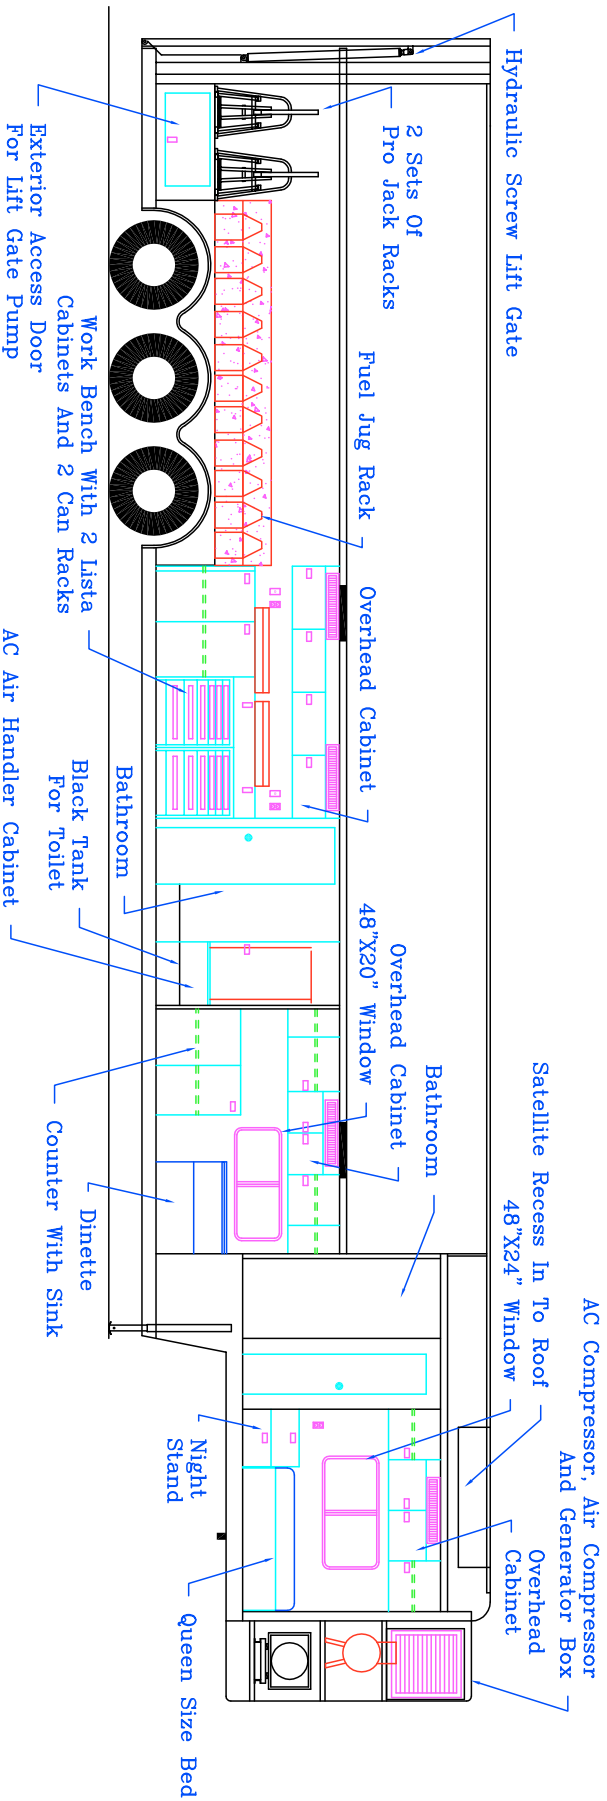 Hydraulic Screw Lift Gate
2 Sets Of
Pro Jack Racks
Exterior Access Door
For Lift Gate Pump
Fuel Jug Rack
Work Bench With 2 Lista
Cabinets And 2 Can Racks
Overhead Cabinet
Bathroom
Black Tank
For Toilet
AC Air Handler Cabinet
48"X20" Window
Overhead Cabinet
Bathroom
Counter With Sink
Dinette
Satellite Recess In To Roof
48"X24" Window
AC Compressor, Air Compressor
And Generator Box
Overhead
Cabinet
Night
Stand
Queen Size Bed